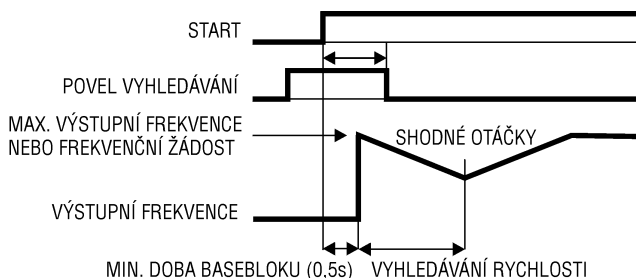 START
POVEL VYHLEDÁVÁNÍ
MAX. VÝSTUPNÍ FREKVENCE
NEBO FREKVENČNÍ ŽÁDOST
SHODNÉ OTÁČKY
VÝSTUPNÍ FREKVENCE
MIN. DOBA BASEBLOKU (0,5s)
VYHLEDÁVÁNÍ RYCHLOSTI